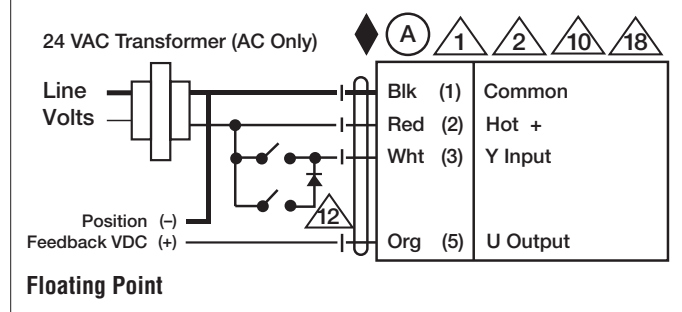 24 VAC Transformer (AC Only)
A 1 2 10 18
Line
Volts
Blk (1) Common
Red (2) Hot +
Wht (3) Y Input
12
Position (–)
Feedback VDC (+)
Org (5) U Output
Floating Point